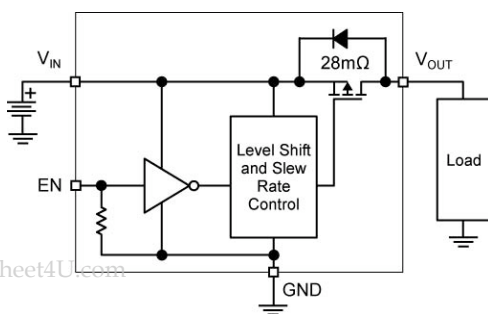 VIN
28mΩ
VOUT
+
Level Shift
and Slew
Rate
Control
Load
EN
heet4U.com
GND